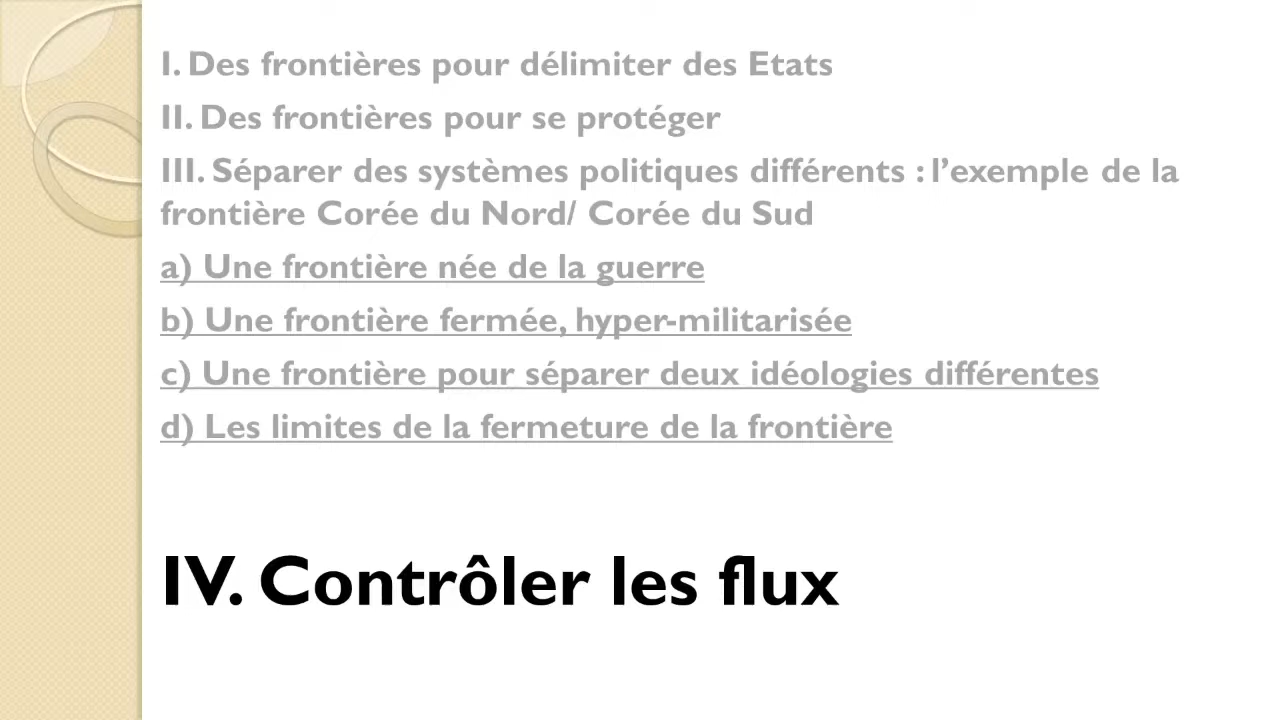 I. Des frontières pour délimiter des Etats
II. Des frontières pour se protéger
III. Séparer des systèmes politiques différents : l’exemple de la
frontière Corée du Nord/ Corée du Sud
a) Une frontière née de la guerre
b) Une frontière fermée, hyper-militarisée
c) Une frontière pour séparer deux idéologies différentes
d) Les limites de la fermeture de la frontière
IV. Contrôler les flux